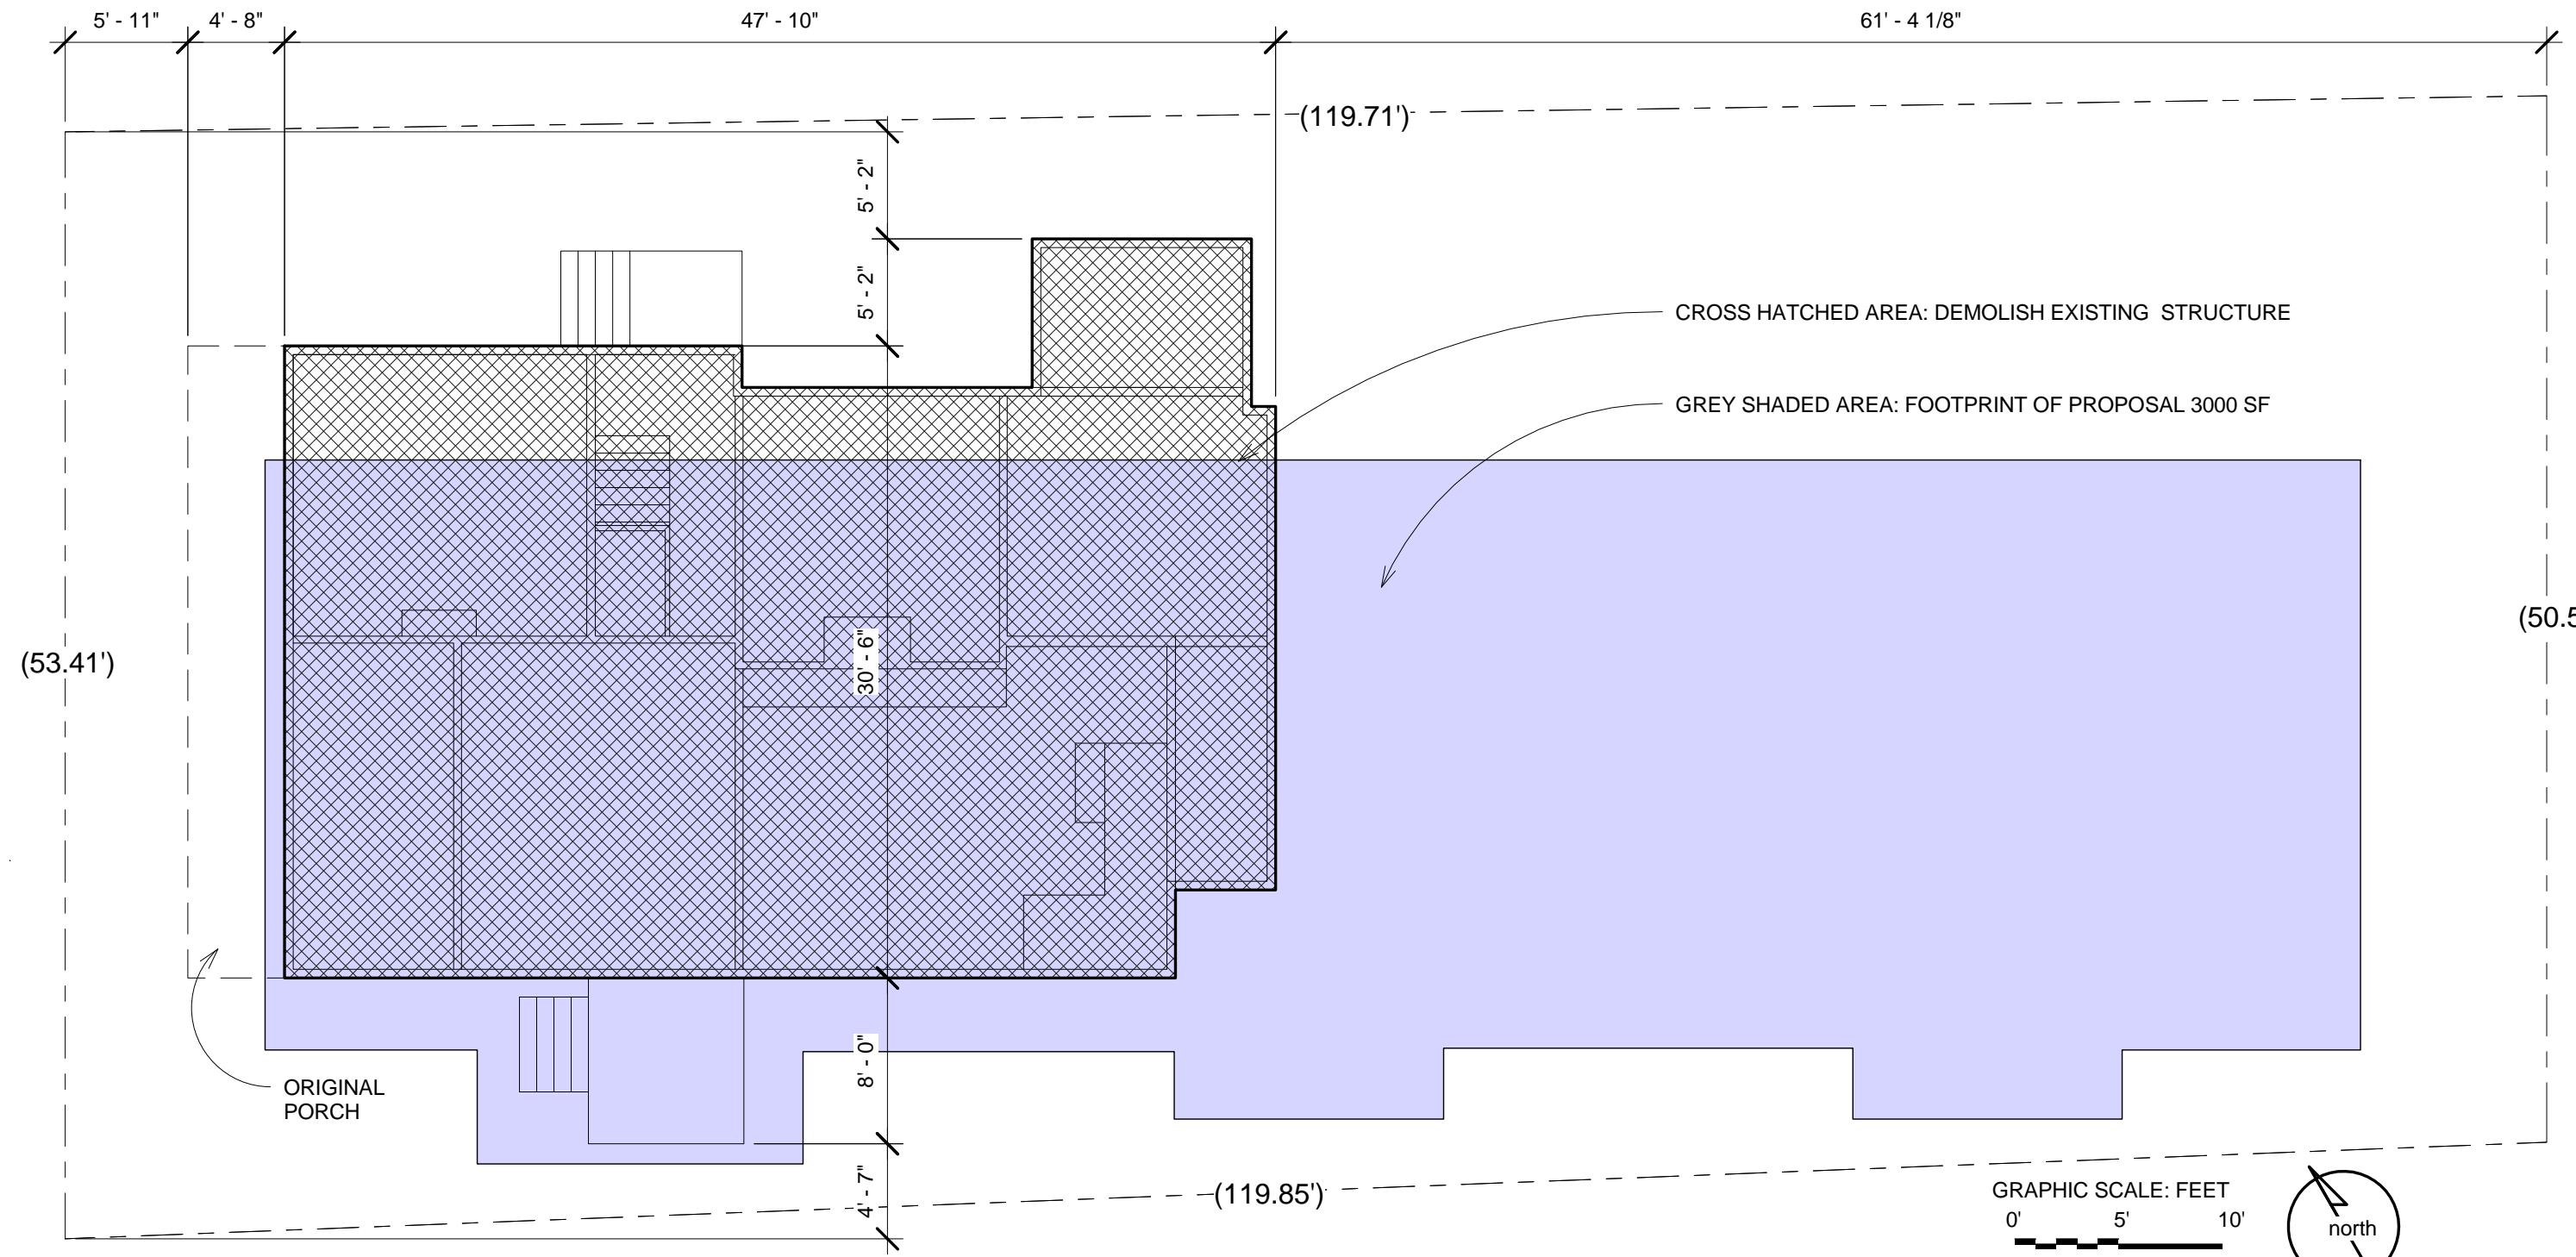 5' - 11"
4' - 8"
47' - 10"
61' - 4 1/8"
(119.71')
5' - 2"
5' - 2"
CROSS HATCHED AREA: DEMOLISH EXISTING STRUCTURE
GREY SHADED AREA: FOOTPRINT OF PROPOSAL 3000 SF
(50.5
(53.41')
30' - 6"
8' - 0"
ORIGINAL
PORCH
4' - 7"
(119.85')
GRAPHIC SCALE: FEET
0' 5' 10'
north